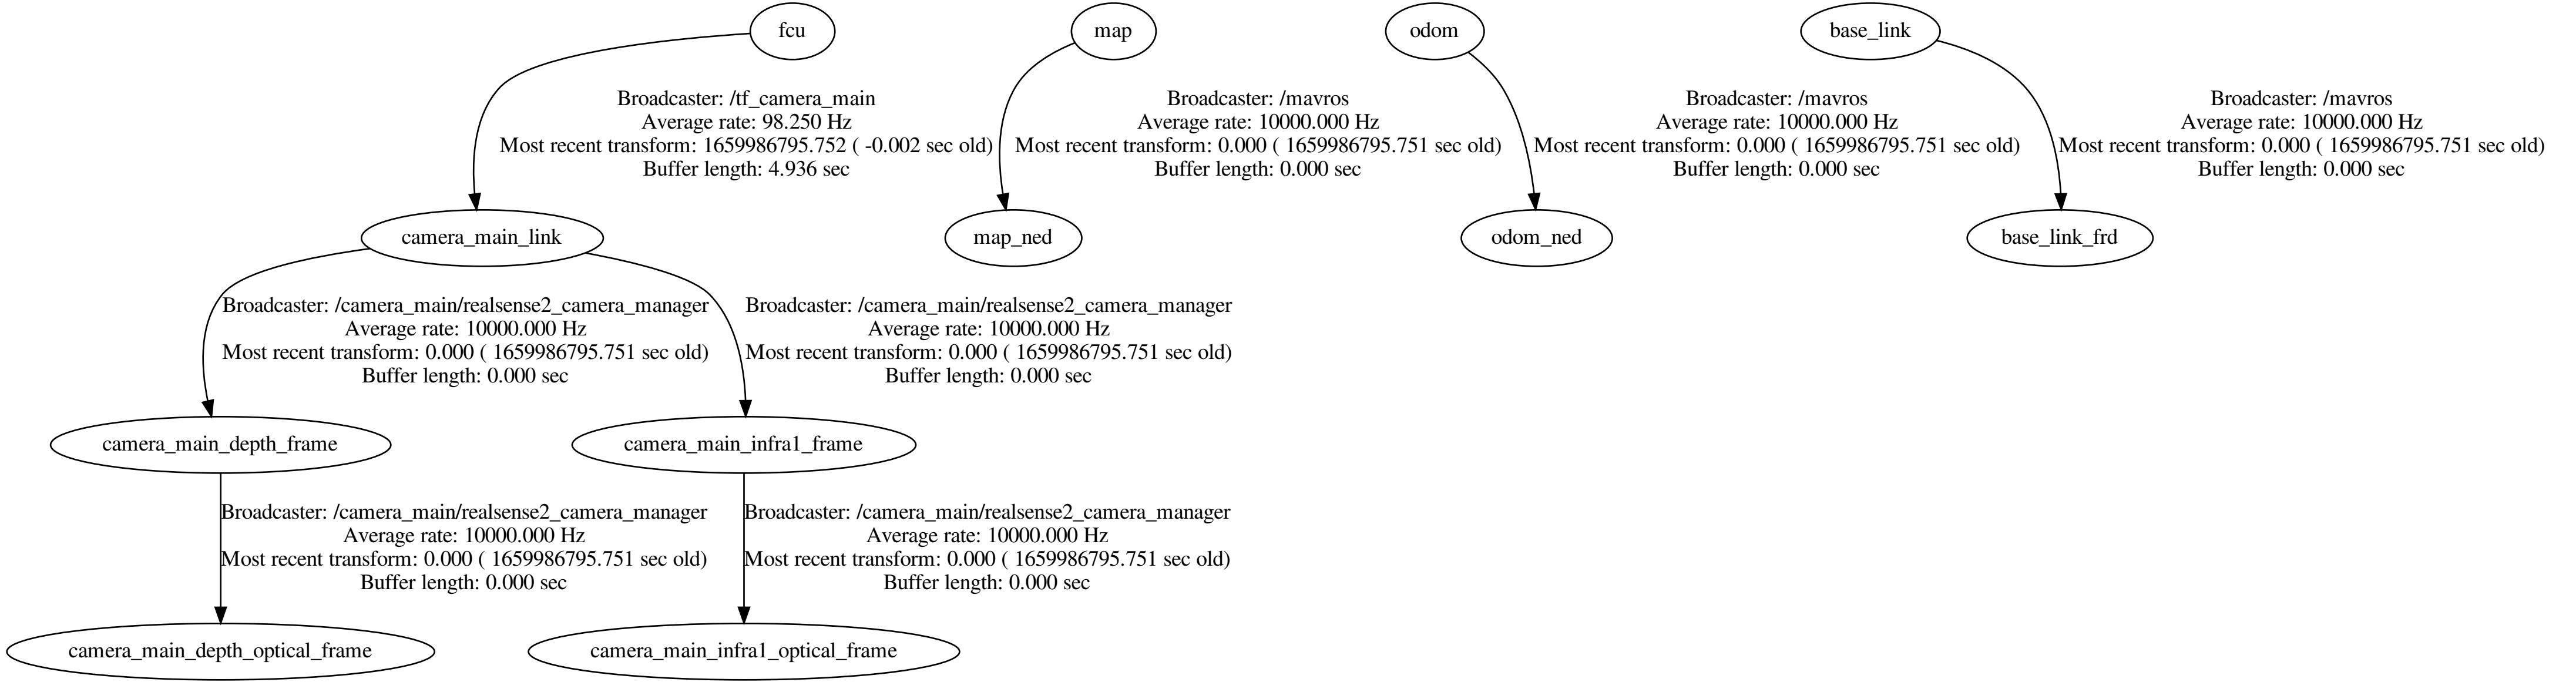 fcu
map
odom
base_link
Broadcaster: /tf_camera_main
Average rate: 98.250 Hz
Most recent transform: 1659986795.752 ( -0.002 sec old)
Buffer length: 4.936 sec
Broadcaster: /mavros
Average rate: 10000.000 Hz
Most recent transform: 0.000 ( 1659986795.751 sec old)
Buffer length: 0.000 sec
Broadcaster: /mavros
Average rate: 10000.000 Hz
Most recent transform: 0.000 ( 1659986795.751 sec old)
Buffer length: 0.000 sec
Broadcaster: /mavros
Average rate: 10000.000 Hz
Most recent transform: 0.000 ( 1659986795.751 sec old)
Buffer length: 0.000 sec
camera_main_link
map_ned
odom_ned
base_link_frd
Broadcaster: /camera_main/realsense2_camera_manager
Average rate: 10000.000 Hz
Most recent transform: 0.000 ( 1659986795.751 sec old)
Buffer length: 0.000 sec
Broadcaster: /camera_main/realsense2_camera_manager
Average rate: 10000.000 Hz
Most recent transform: 0.000 ( 1659986795.751 sec old)
Buffer length: 0.000 sec
camera_main_depth_frame
camera_main_infra1_frame
Broadcaster: /camera_main/realsense2_camera_manager
Average rate: 10000.000 Hz
Most recent transform: 0.000 ( 1659986795.751 sec old)
Buffer length: 0.000 sec
Broadcaster: /camera_main/realsense2_camera_manager
Average rate: 10000.000 Hz
Most recent transform: 0.000 ( 1659986795.751 sec old)
Buffer length: 0.000 sec
camera_main_depth_optical_frame
camera_main_infra1_optical_frame